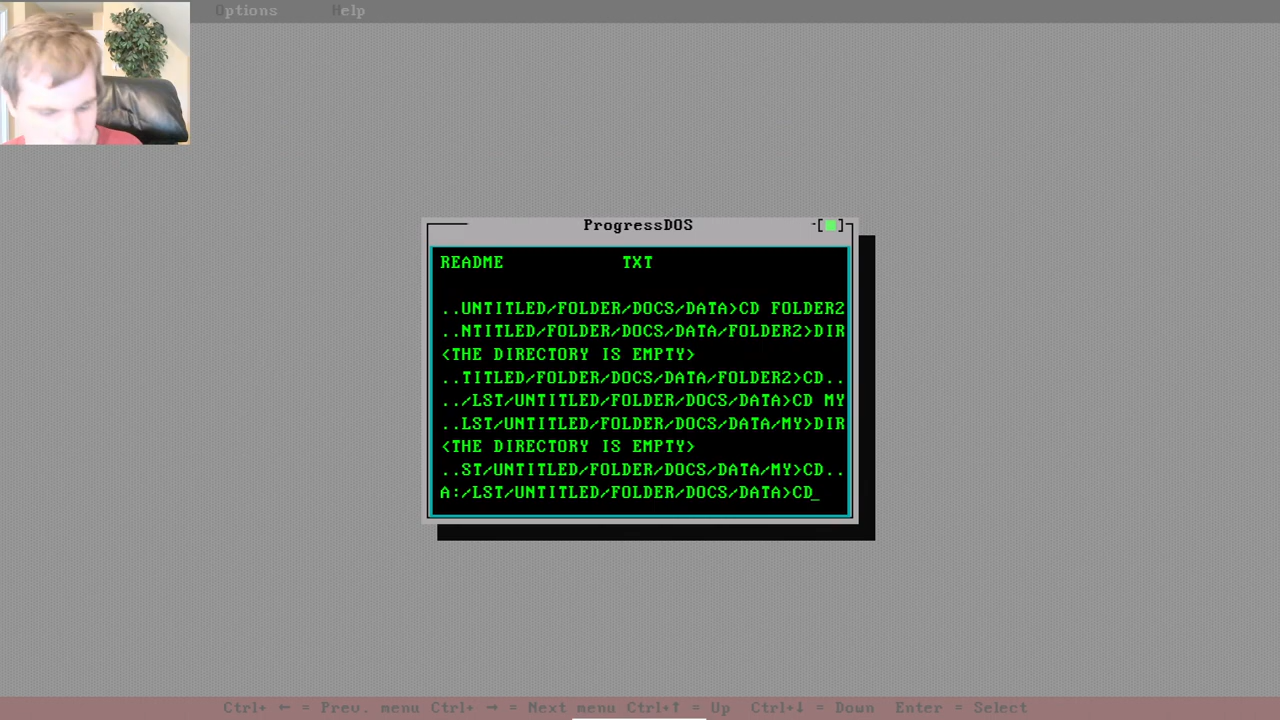 Options Help
ProgressDOS
README TXT
..UNTITLED/FOLDER/DOCS/DATA>CD FOLDER2
..NTITLED/FOLDER/DOCS/DATA/FOLDER2>DIR
<THE DIRECTORY IS EMPTY>
..TITLED/FOLDER/DOCS/DATA/FOLDER2>CD..
../LST/UNTITLED/FOLDER/DOCS/DATA>CD MY
..LST/UNTITLED/FOLDER/DOCS/DATA/MY>DIR
<THE DIRECTORY IS EMPTY>
..ST/UNTITLED/FOLDER/DOCS/DATA/MY>CD..
A:/LST/UNTITLED/FOLDER/DOCS/DATA>CD_
Ctrl+ ← = Prev. menu Ctrl+ → = Next menu Ctrl+↑ = Up Ctrl+↓ = Down Enter = Select